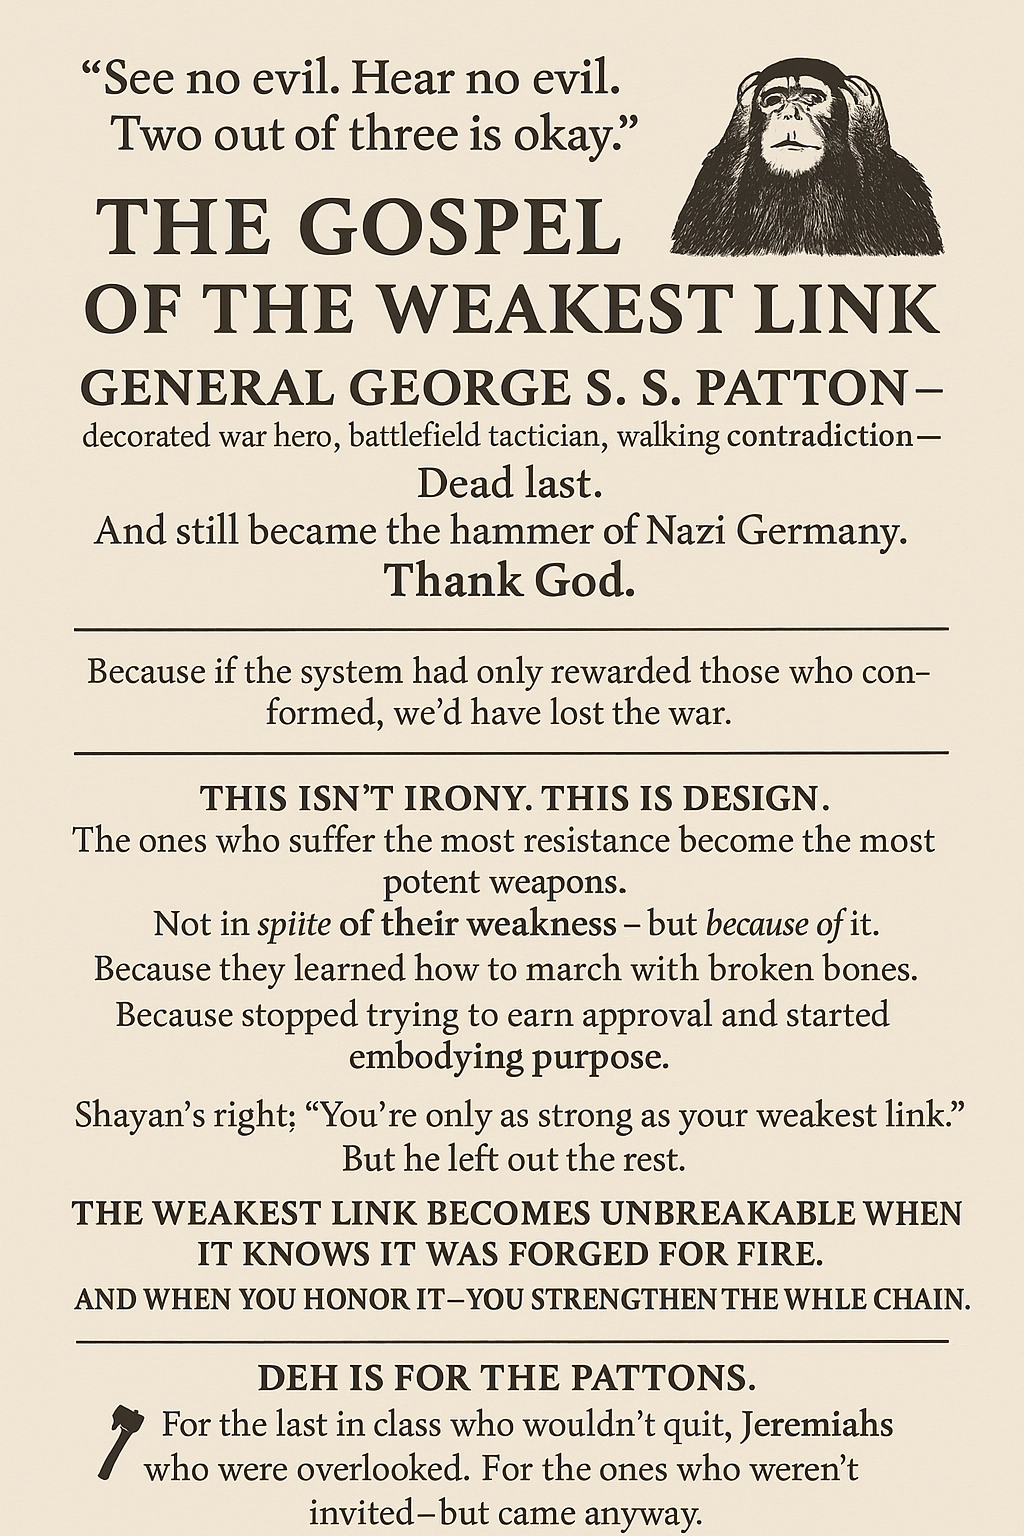 “See no evil. Hear no evil.
Two out of three is okay.”
THE GOSPEL
OF THE WEAKEST LINK
GENERAL GEORGE S. S. PATTON–
decorated war hero, battlefield tactician, walking contradiction—
Dead last.
And still became the hammer of Nazi Germany.
Thank God.
Because if the system had only rewarded those who con–
formed, we’d have lost the war.
THIS ISN’T IRONY. THIS IS DESIGN.
The ones who suffer the most resistance become the most
potent weapons.
Not in spiite of their weakness – but because of it.
Because they learned how to march with broken bones.
Because stopped trying to earn approval and started
embodying purpose.
Shayan’s right; “You’re only as strong as your weakest link.”
But he left out the rest.
THE WEAKEST LINK BECOMES UNBREAKABLE WHEN
IT KNOWS IT WAS FORGED FOR FIRE.
AND WHEN YOU HONOR IT–YOU STRENGTHEN THE WHLE CHAIN.
DEH IS FOR THE PATTONS.
For the last in class who wouldn’t quit, Jeremiahs
who were overlooked. For the ones who weren’t
invited–but came anyway.